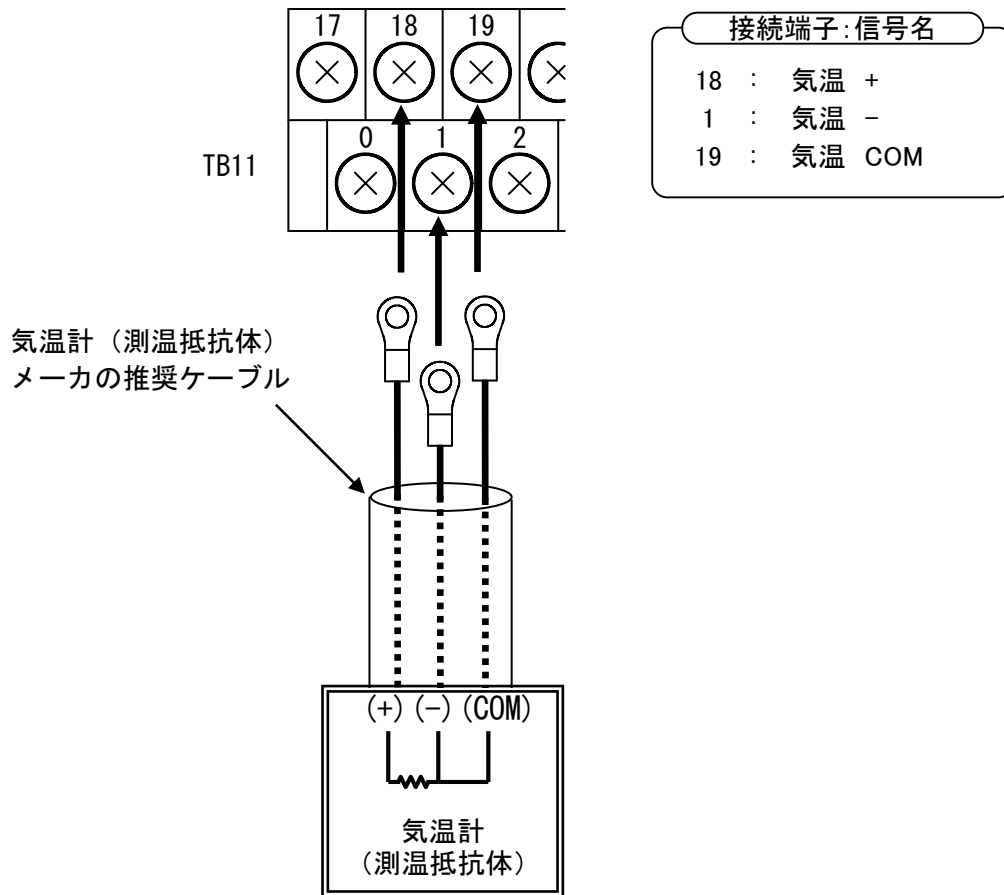 17 18 19
0 1 2
TB11
接続端子:信号名
18 : 気温 +
1 : 気温 -
19 : 気温 COM
気温計（測温抵抗体）
メーカの推奨ケーブル
(+) (-) (COM)
気温計
（測温抵抗体）